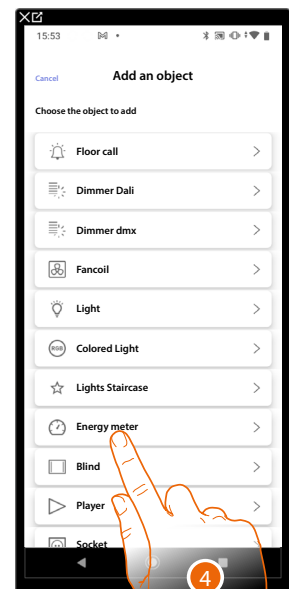 15:53
Cancel
Add an object
Choose the object to add
Floor call
Dimmer Dali
Dimmer dmx
Fancoil
Light
RGB
Colored Light
Lights Staircase
Energy meter
Blind
Player
Socket
4